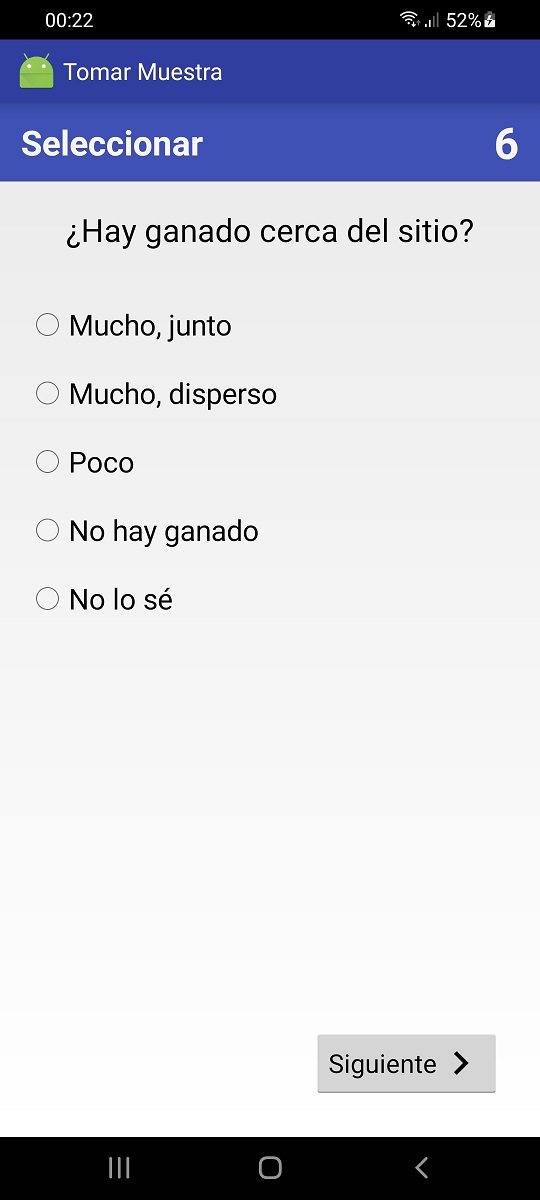 00:22 52%
Tomar Muestra
Seleccionar 6
¿Hay ganado cerca del sitio?
Mucho, junto
Mucho, disperso
Poco
No hay ganado
No lo sé
Siguiente